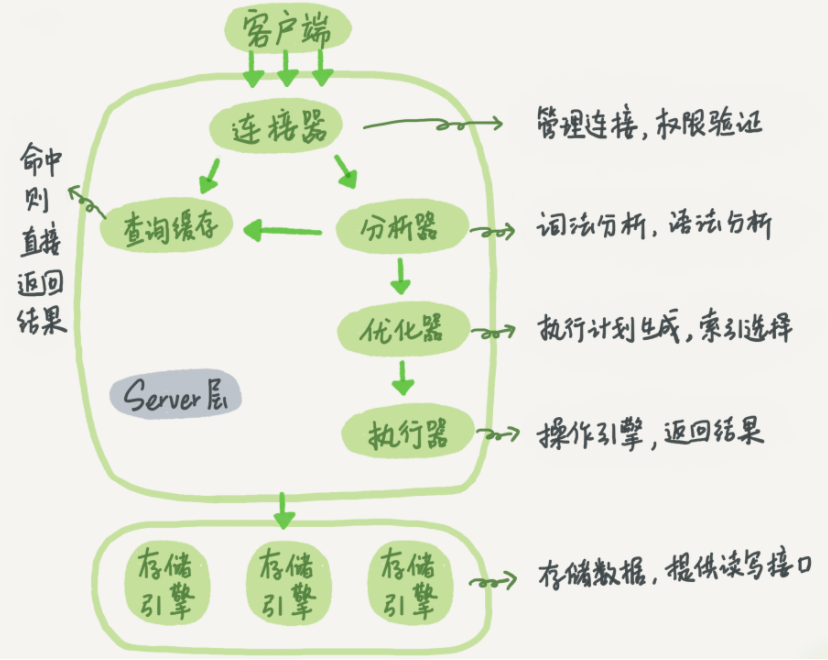 客户端
连接器
管理连接,权限验证
命中
则
直接
返回
结果
查询缓存
分析器
词法分析,语法分析
优化器
执行计划生成,索引选择
Server层
执行器
操作引擎,返回结果
存储
引擎
存储
引擎
存储
引擎
存储数据,提供读写接口